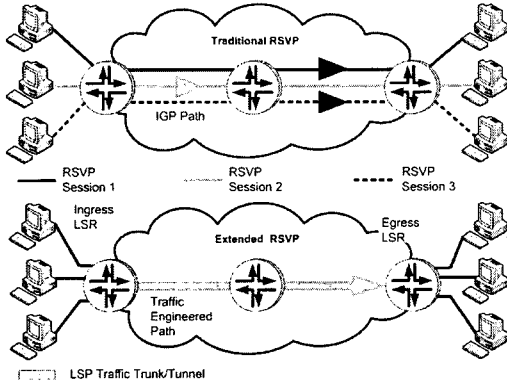 Traditional RSVP
IGP Path
RSVP
Session 1
RSVP
Session 2
RSVP
Session 3
Ingress
LSR
Egress
LSR
Extended RSVP
Traffic
Engineered
Path
LSP Traffic Trunk/Tunnel